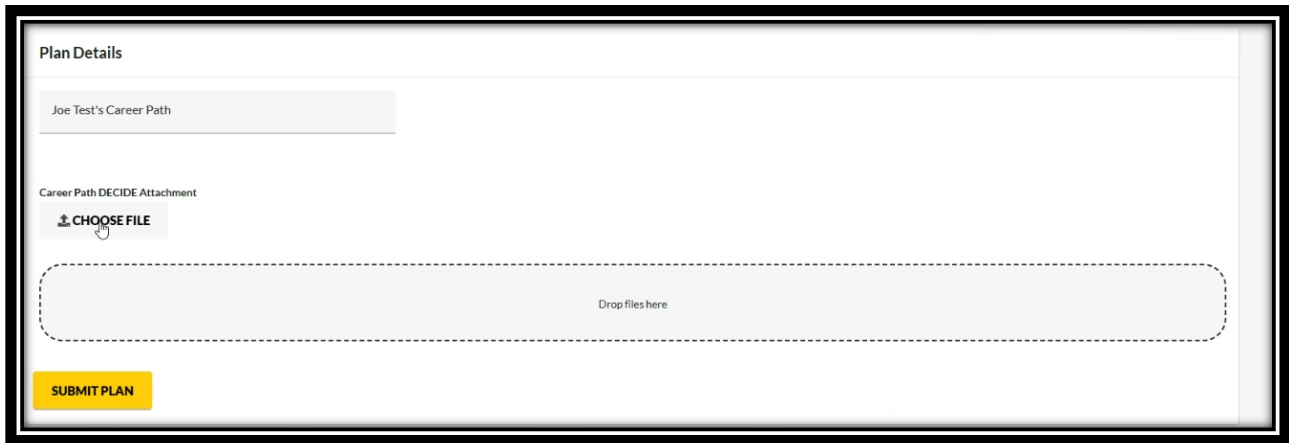 Plan Details
Joe Test's Career Path
Career Path DECIDE Attachment
CHOOSE FILE
Drop files here
SUBMIT PLAN